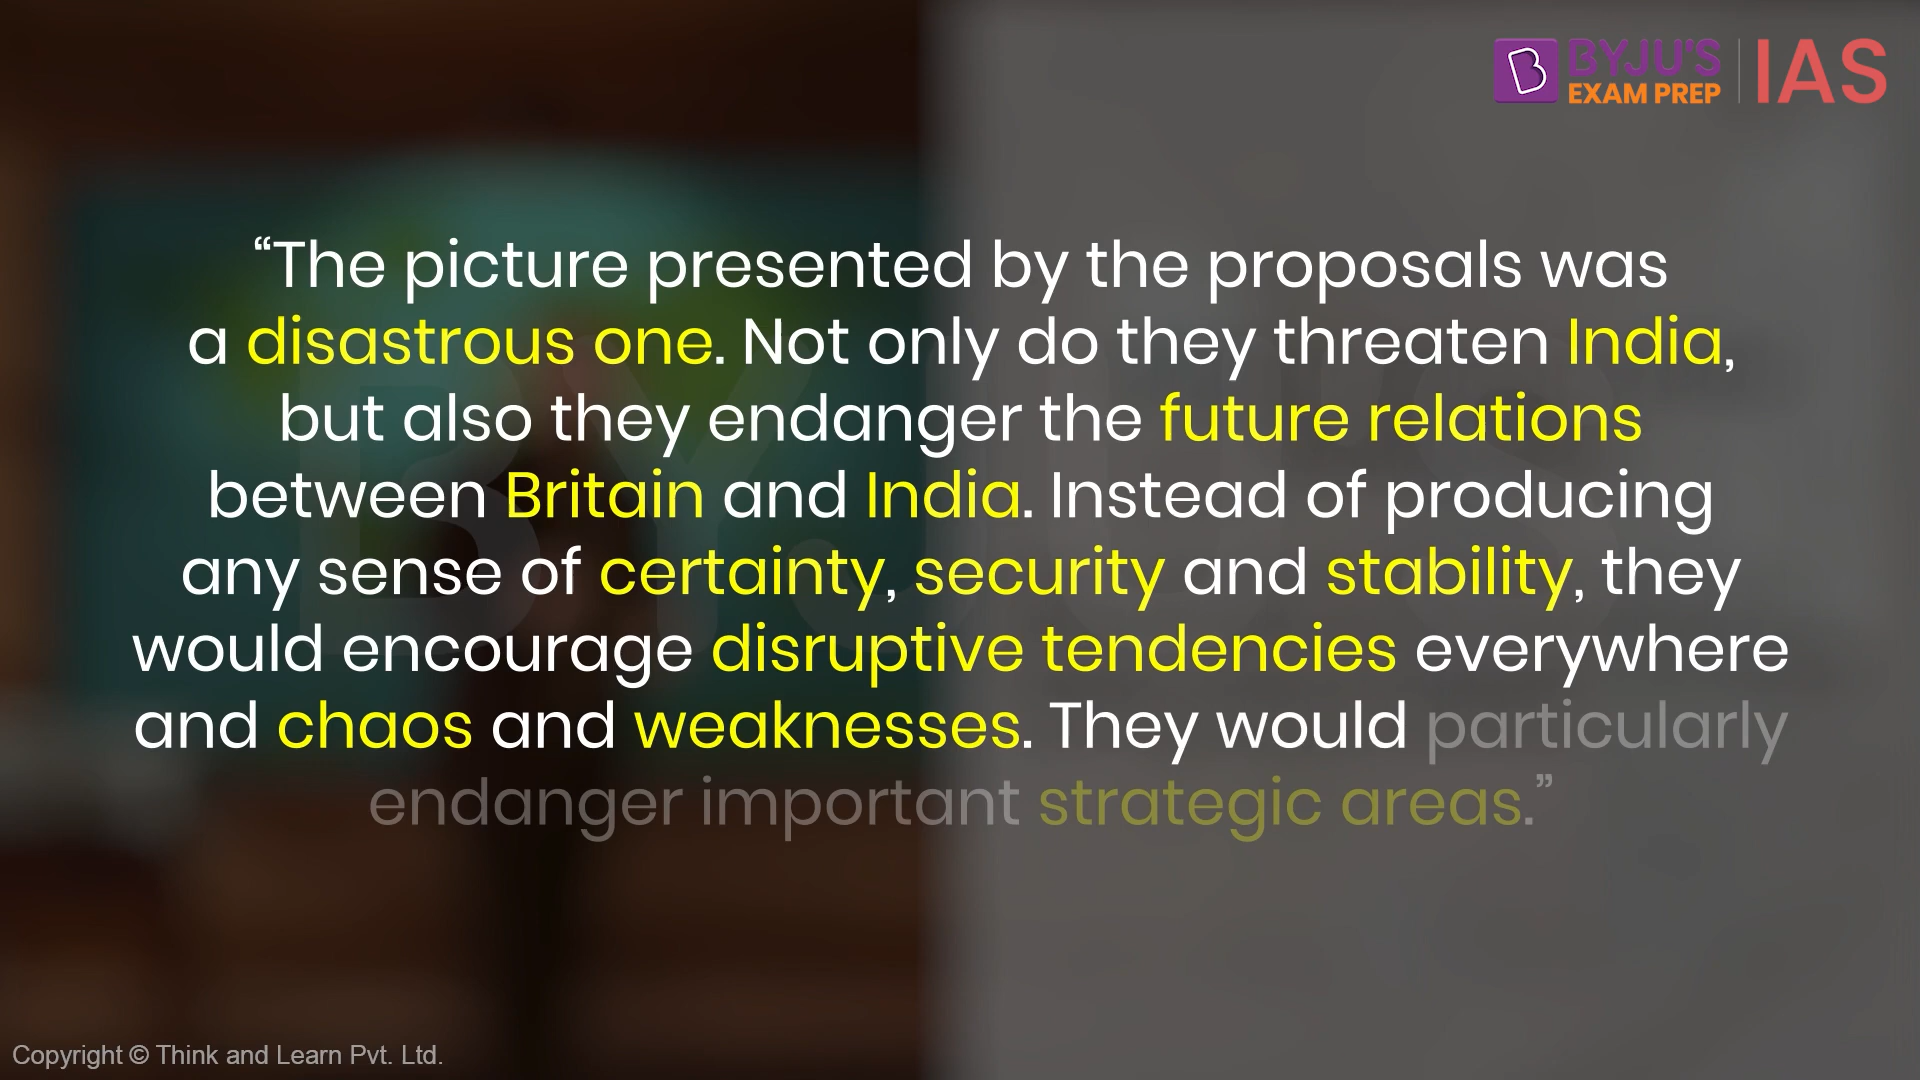 BYJU'S
EXAM PREP
IAS
“The picture presented by the proposals was
a disastrous one. Not only do they threaten India,
but also they endanger the future relations
between Britain and India. Instead of producing
any sense of certainty, security and stability, they
would encourage disruptive tendencies everywhere
and chaos and weaknesses. They would particularly
endanger important strategic areas.”
Copyright © Think and Learn Pvt. Ltd.